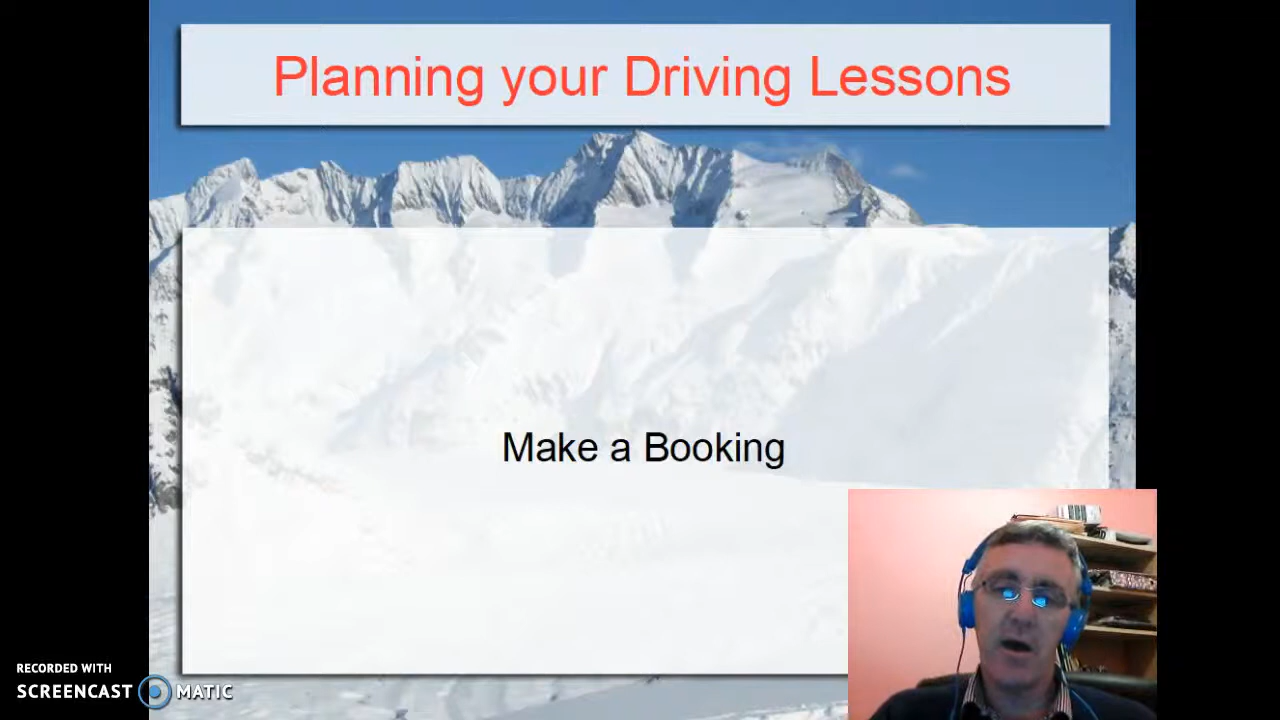 Planning your Driving Lessons
Make a Booking
RECORDED WITH
SCREENCAST MATIC